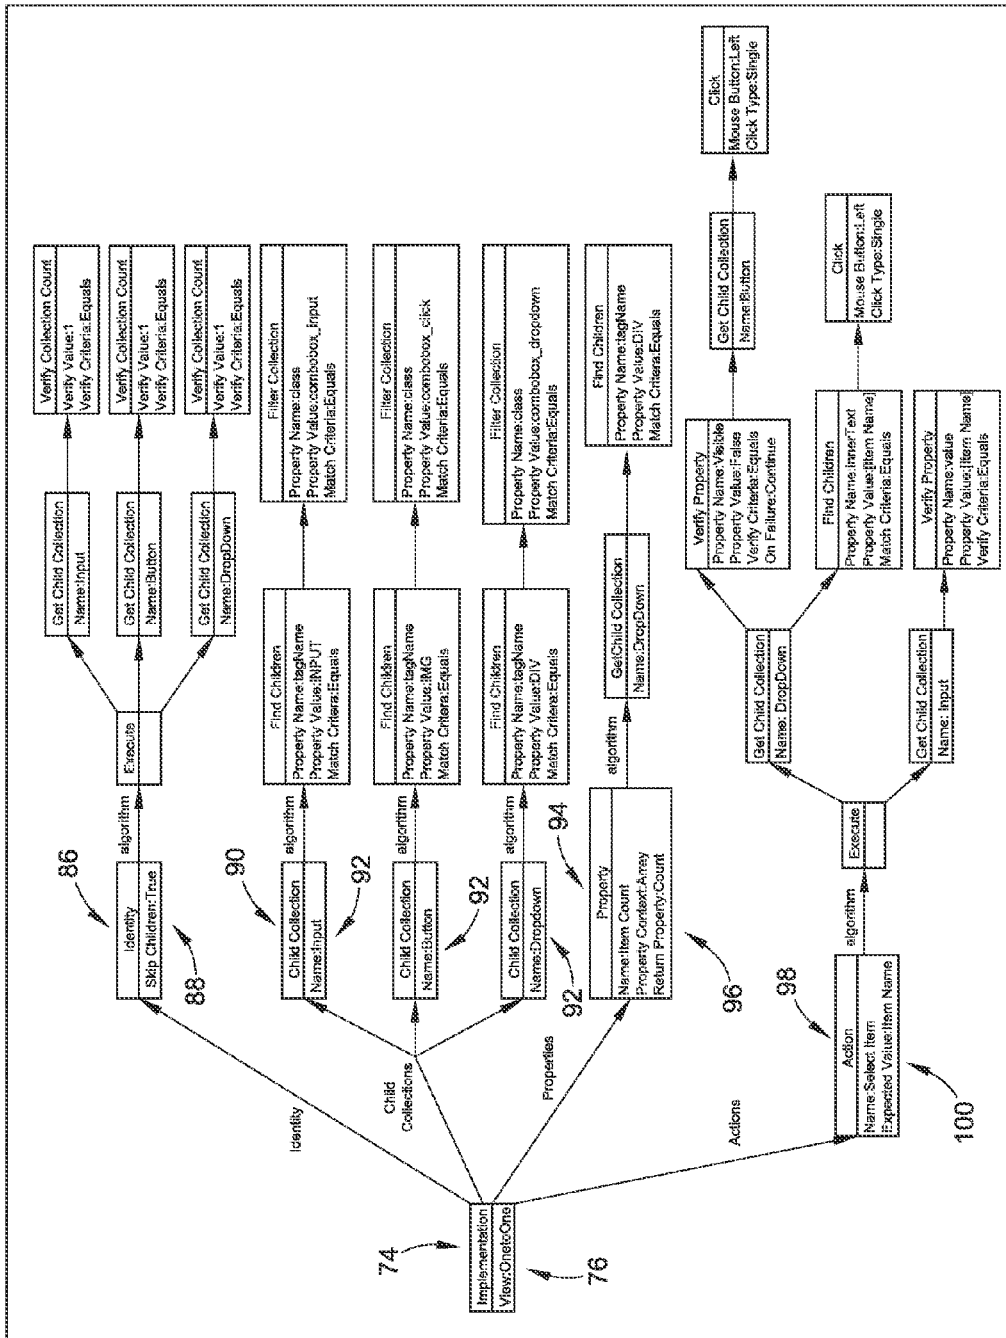 74
Implementation
View:OnetoOne
76
Identity
Child
Collections
Properties
Actions
86
Identity
Skip Children:True
88
algorithm
Execute
Get Child Collection
Name:Input
Verify Collection Count
Verify Value:1
Verify Criteria:Equals
Get Child Collection
Name:Button
Verify Collection Count
Verify Value:1
Verify Criteria:Equals
Get Child Collection
Name:DropDown
Verify Collection Count
Verify Value:1
Verify Criteria:Equals
90
Child Collection
Name:Input
92
algorithm
Find Children
Property Name:tagName
Property Value:INPUT
Match Criteria:Equals
Filter Collection
Property Name:class
Property Value:combobox_input
Match Criteria:Equals
Child Collection
Name:Button
92
Find Children
Property Name:tagName
Property Value:IMG
Match Criteria:Equals
Filter Collection
Property Name:class
Property Value:combobox_click
Match Criteria:Equals
Child Collection
Name:Dropdown
92
algorithm
Find Children
Property Name:tagName
Property Value:DIV
Match Criteria:Equals
Filter Collection
Property Name:class
Property Value:combobox_dropdown
Match Criteria:Equals
94
Property
Name:Item Count
Property Context:Array
Return Property:Count
96
algorithm
GetChild Collection
Name:DropDown
Find Children
Property Name:tagName
Property Value:DIV
Match Criteria:Equals
98
Action
Name:Select Item
Expected Value:Item Name
100
algorithm
Execute
Get Child Collection
Name: DropDown
Verify Property
Property Name:Visible
Property Value:False
Verify Criteria:Equals
On Failure:Continue
Get Child Collection
Name:Button
Click
Mouse Button:Left
Click Type:Single
Find Children
Property Name:InnerText
Property Value:[Item Name]
Match Criteria:Equals
Click
Mouse Button:Left
Click Type:Single
Get Child Collection
Name: Input
Verify Property
Property Name:value
Property Value:[Item Name]
Verify Criteria:Equals